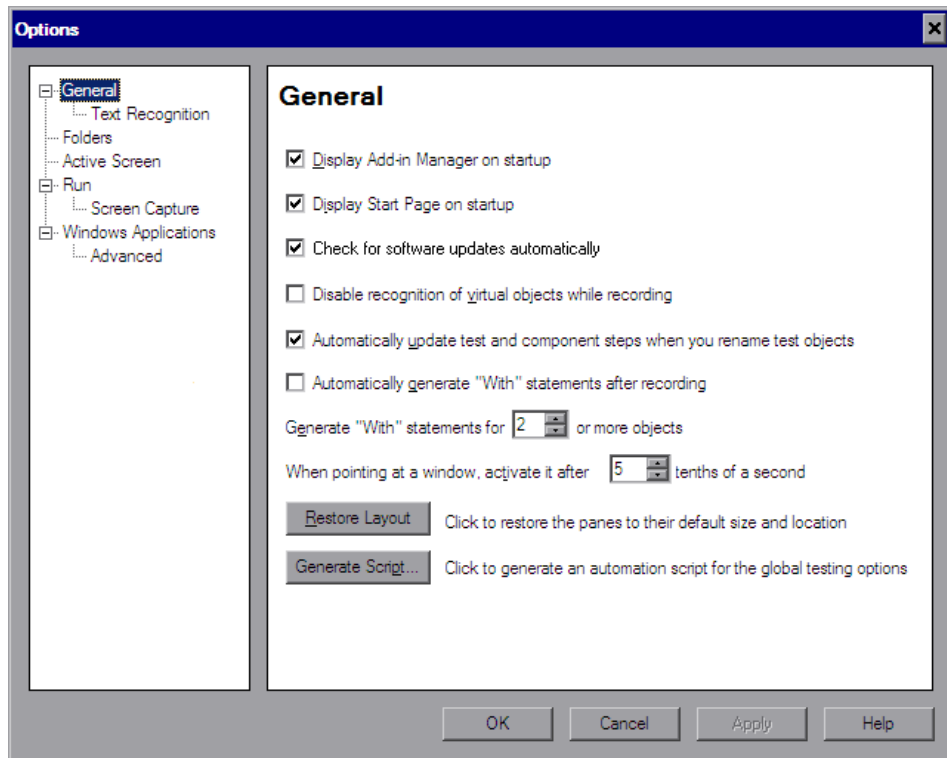 Options
General
Text Recognition
Folders
Active Screen
Run
Screen Capture
Windows Applications
Advanced
General
Display Add-in Manager on startup
Display Start Page on startup
Check for software updates automatically
Disable recognition of virtual objects while recording
Automatically update test and component steps when you rename test objects
Automatically generate "With" statements after recording
Generate "With" statements for 2 or more objects
When pointing at a window, activate it after 5 tenths of a second
Restore Layout Click to restore the panes to their default size and location
Generate Script... Click to generate an automation script for the global testing options
OK Cancel Apply Help